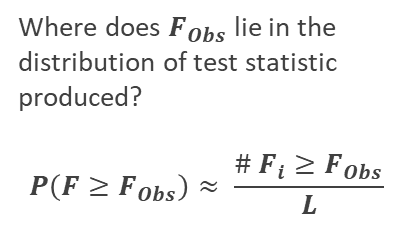 Where does F_Obs lie in the
distribution of test statistic
produced?
P(F ≥ F_Obs) ≈ # F_i ≥ F_Obs / L